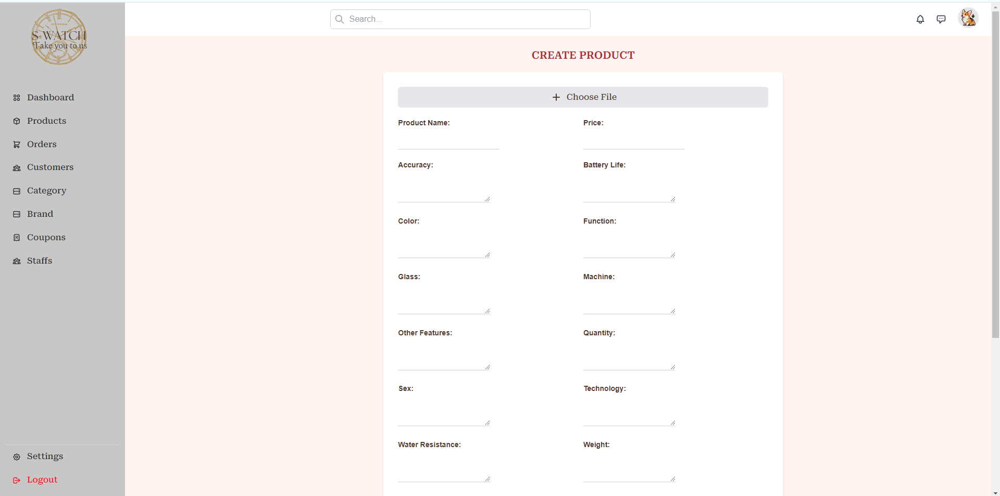 S-WATCH
Take you to us
Search...
Dashboard
Products
Orders
Customers
Category
Brand
Coupons
Staffs
Settings
Logout
CREATE PRODUCT
Choose File
Product Name:
Price:
Accuracy:
Battery Life:
Color:
Function:
Glass:
Machine:
Other Features:
Quantity:
Sex:
Technology:
Water Resistance:
Weight: